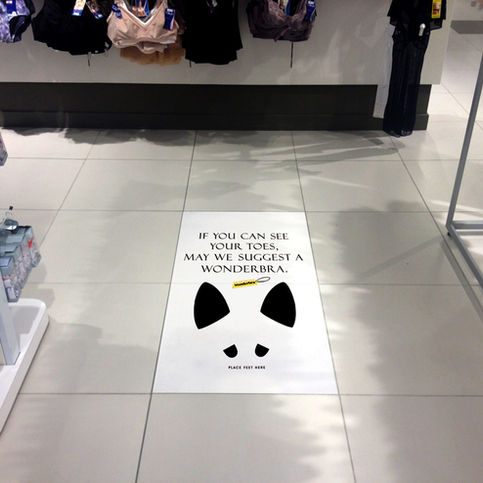 IF YOU CAN SEE
YOUR TOES,
MAY WE SUGGEST A
WONDERBRA.
Wonderbra
PLACE FEET HERE